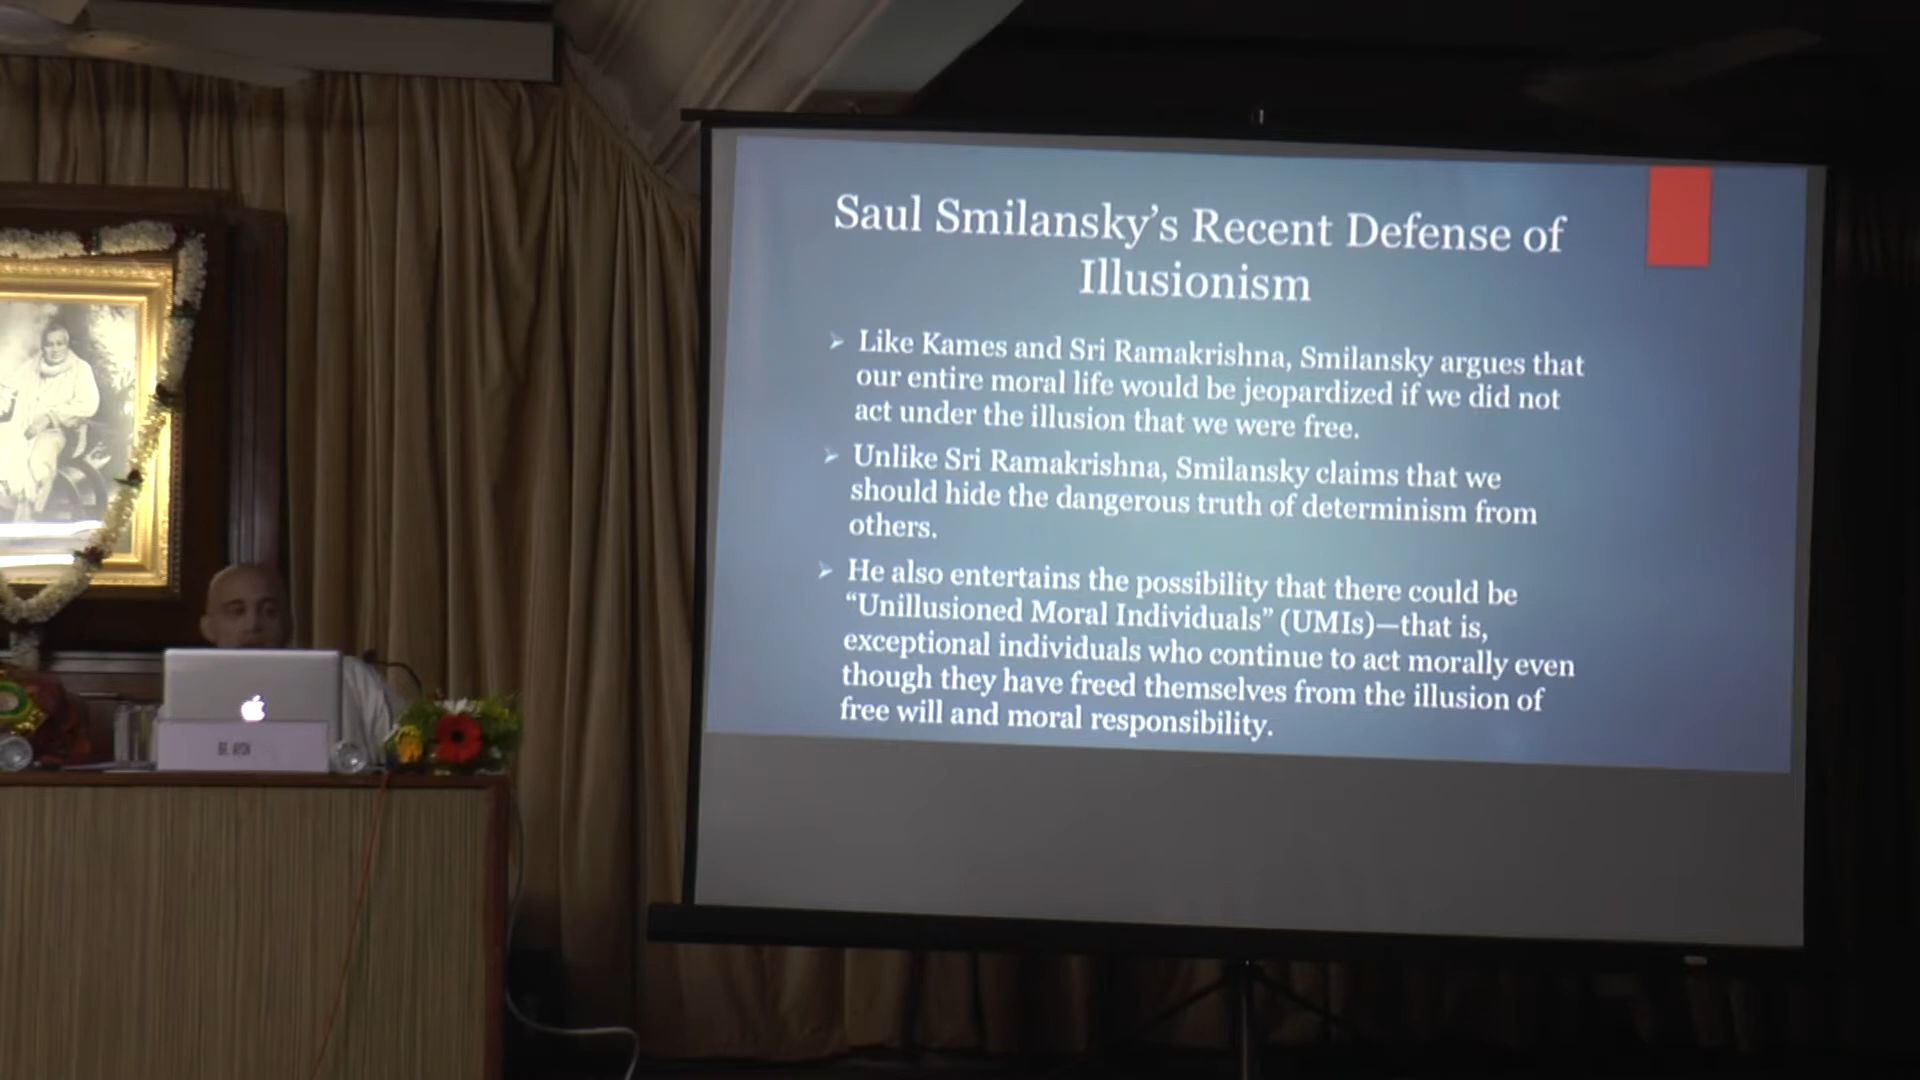 Saul Smilansky's Recent Defense of
Illusionism
➢ Like Kames and Sri Ramakrishna, Smilansky argues that
our entire moral life would be jeopardized if we did not
act under the illusion that we were free.
➢ Unlike Sri Ramakrishna, Smilansky claims that we
should hide the dangerous truth of determinism from
others.
➢ He also entertains the possibility that there could be
“Unillusioned Moral Individuals” (UMIs)—that is,
exceptional individuals who continue to act morally even
though they have freed themselves from the illusion of
free will and moral responsibility.